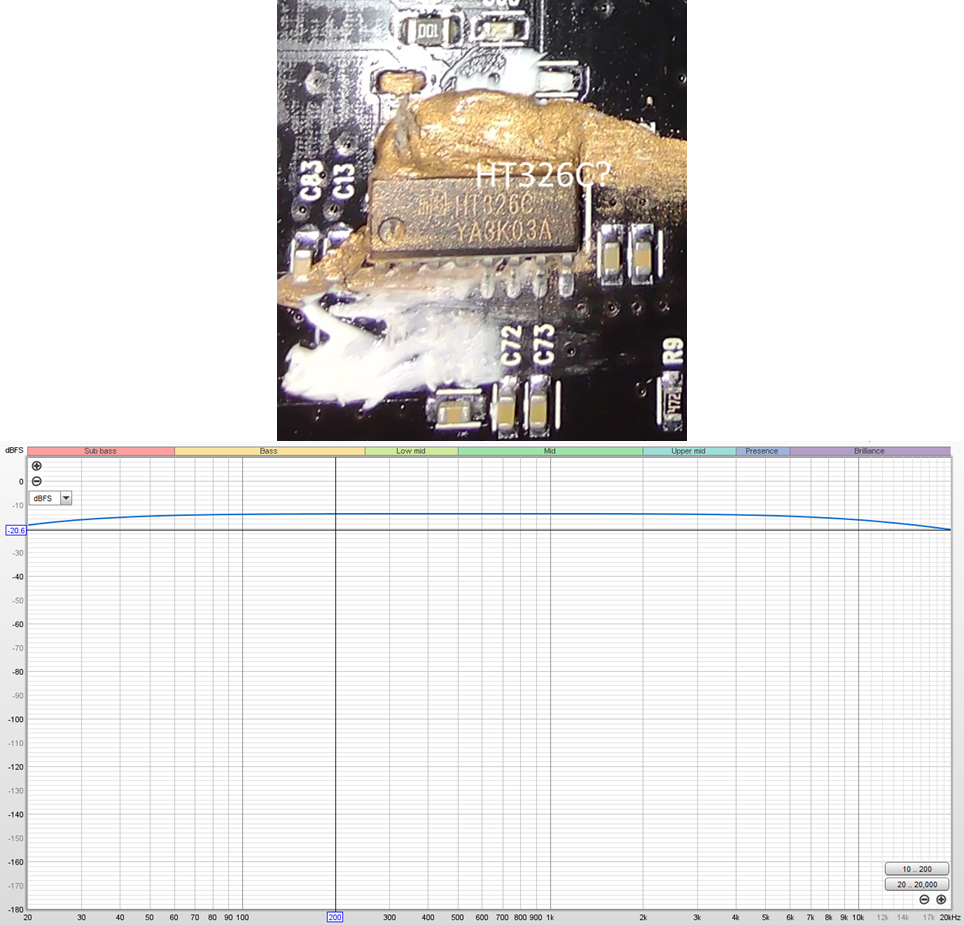 001
HT326C?
C83
C13
HT326C
YA3K03A
C72
C73
R9
472
dBFS
Sub bass
Bass
Low mid
Mid
Upper mid
Presence
Brilliance
dBFS
0
-10
-20.6
-30
-40
-50
-60
-70
-80
-90
-100
-110
-120
-130
-140
-150
-160
-170
-180
10 .. 200
20 .. 20,000
20 30 40 50 60 70 80 90 100 200 300 400 500 600 700 800 900 1k 2k 3k 4k 5k 6k 7k 8k 9k 10k 12k 14k 17k 20kHz